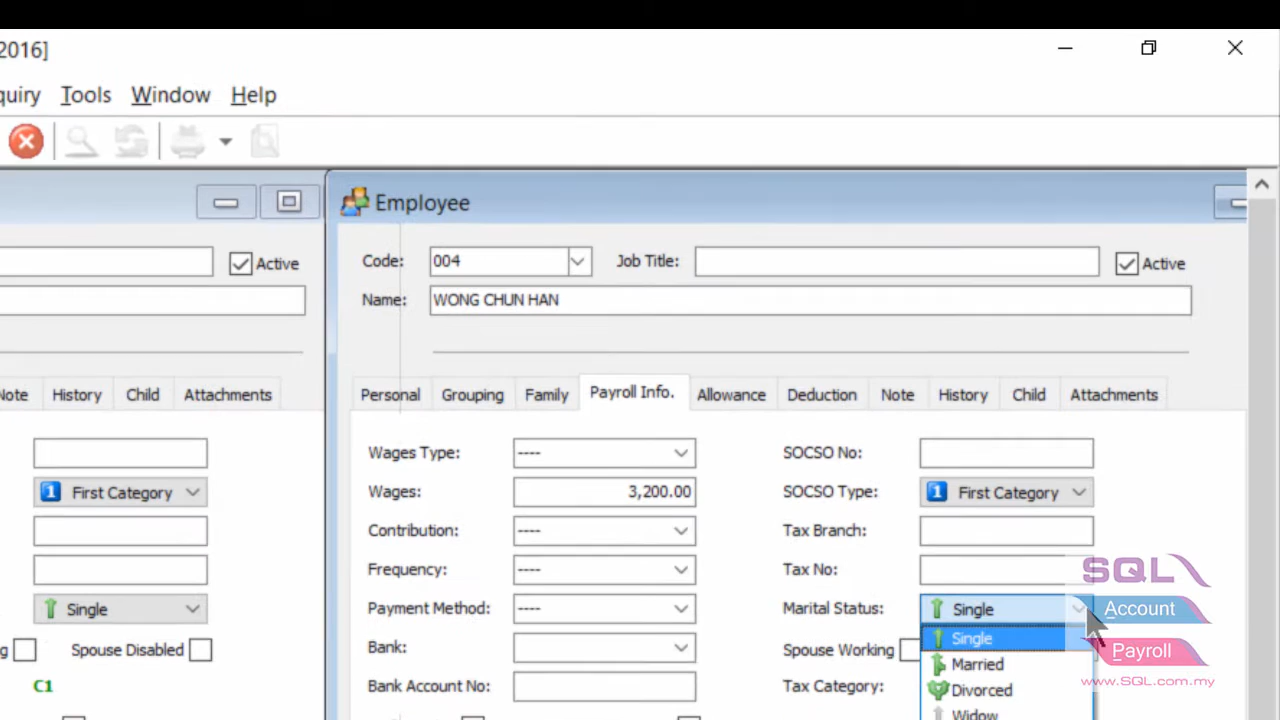 2016]
quiry Tools Window Help
Employee
Active
Code: 004 Job Title: Active
Name: WONG CHUN HAN
Note History Child Attachments
Personal Grouping Family Payroll Info. Allowance Deduction Note History Child Attachments
Wages Type: ---- SOCSO No:
1 First Category Wages: 3,200.00 SOCSO Type: 1 First Category
Contribution: ---- Tax Branch:
Frequency: ---- Tax No:
SQL
Single Payment Method: ---- Marital Status: Single
Account
Single
g Spouse Disabled Bank: Spouse Working
Payroll
Married
www.SQL.com.my
C1 Bank Account No: Tax Category:
Divorced
Widow